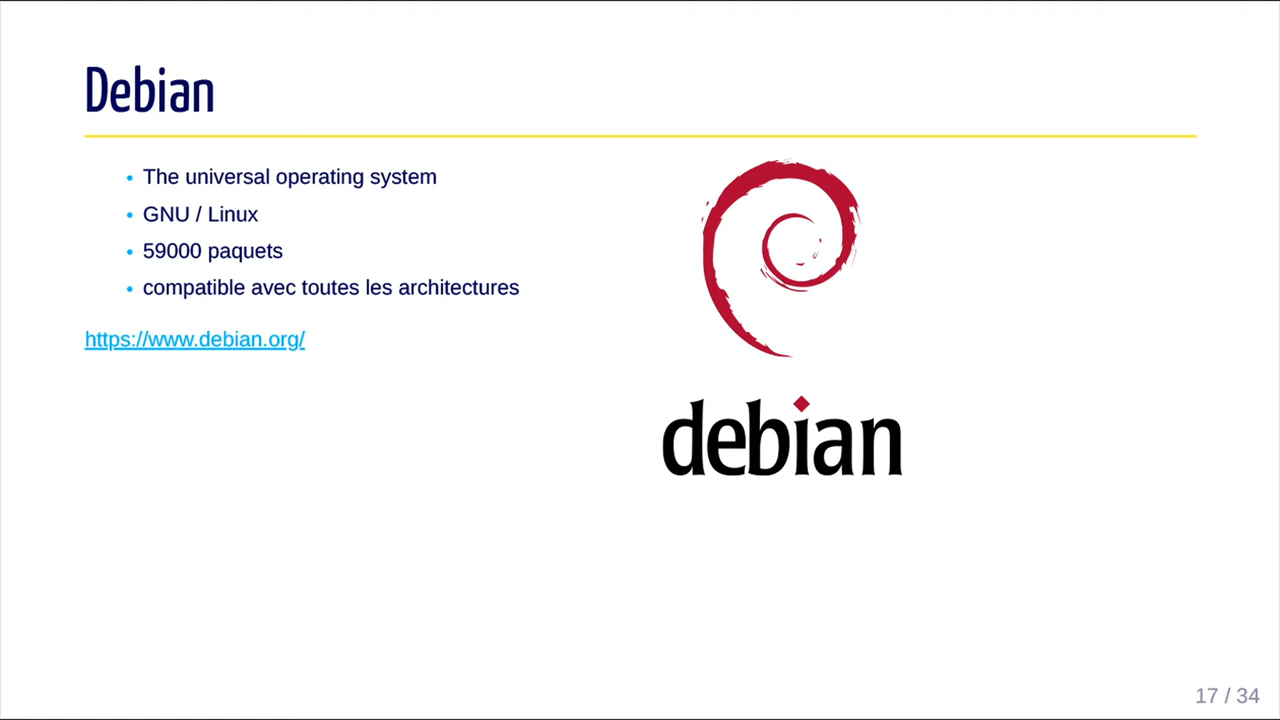 Debian
The universal operating system
GNU / Linux
59000 paquets
compatible avec toutes les architectures
https://www.debian.org/
debian
17 / 34